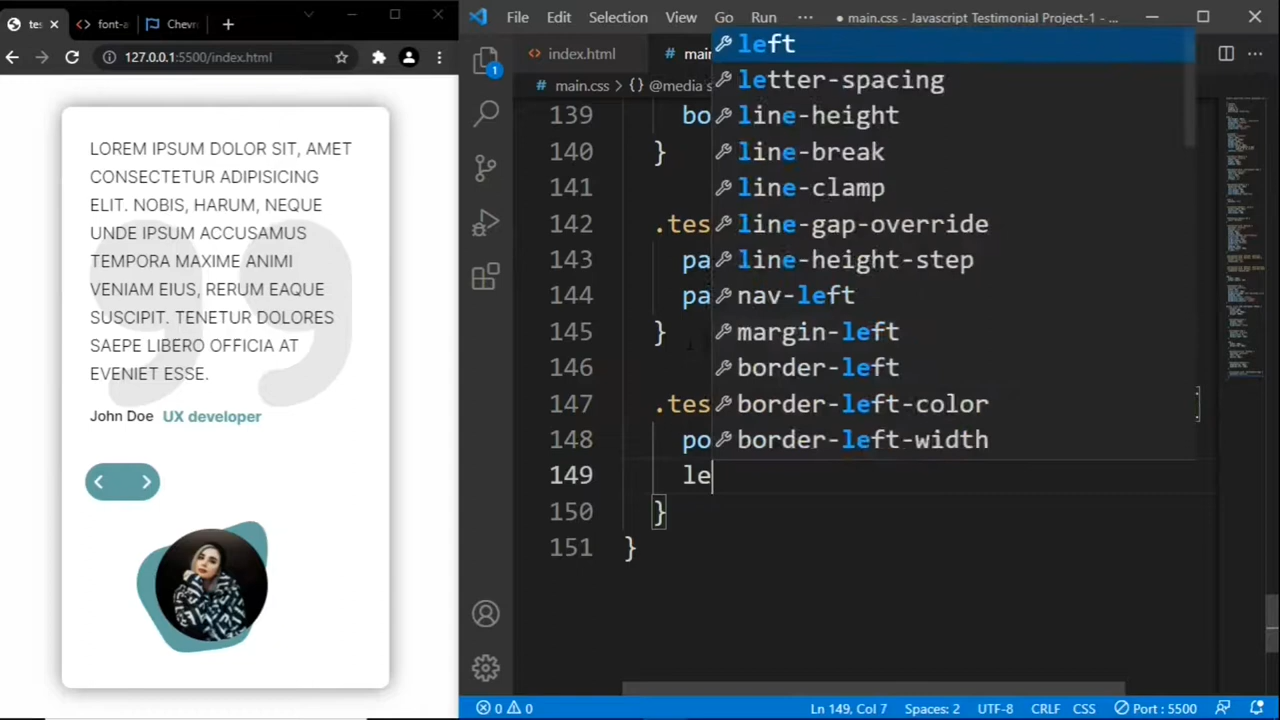 tes
font-a
Chevr
127.0.0.1:5500/index.html
LOREM IPSUM DOLOR SIT, AMET
CONSECTETUR ADIPISICING
ELIT. NOBIS, HARUM, NEQUE
UNDE IPSUM ACCUSAMUS
TEMPORA MAXIME ANIMI
VENIAM EIUS, RERUM EAQUE
SUSCIPIT. TENETUR DOLORES
SAEPE LIBERO OFFICIA AT
EVENIET ESSE.
John Doe UX developer
File Edit Selection View Go Run ··· ● main.css - Javascript Testimonial Project-1 - ...
<> index.html
# main
# main.css > {} @media s
1
left
letter-spacing
line-height
line-break
line-clamp
line-gap-override
line-height-step
nav-left
margin-left
border-left
border-left-color
border-left-width
139 bo
140 }
141
142 .tes
143 pa
144 pa
145 }
146
147 .tes
148 po
149 le
150 }
151 }
0 0 Ln 149, Col 7 Spaces: 2 UTF-8 CRLF CSS Port : 5500